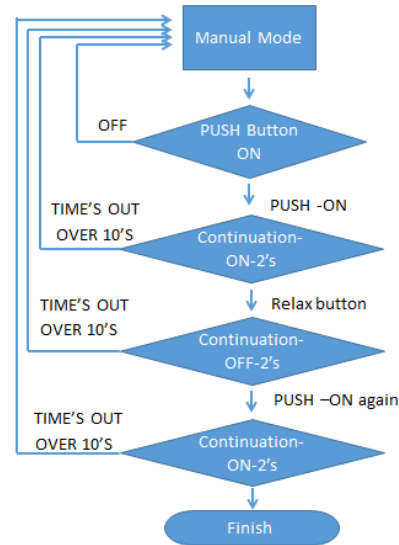 Manual Mode
OFF
PUSH Button
ON
PUSH -ON
TIME'S OUT
OVER 10'S
Continuation-
ON-2's
Relax button
TIME'S OUT
OVER 10'S
Continuation-
OFF-2's
PUSH –ON again
TIME'S OUT
OVER 10'S
Continuation-
ON-2's
Finish